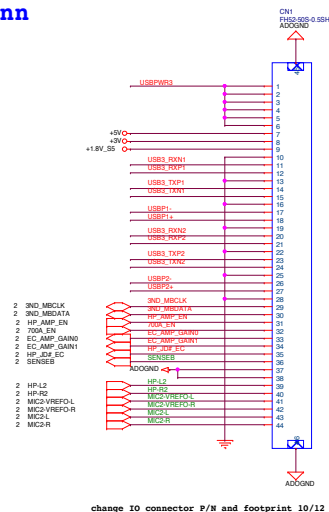 nn
CN1
FH52-50S-0.5SH
ADOGND
USBPWR3
1
2
3
4
5
6
+5V 7
+3V 8
+1.8V_S5 9
10
USB3_RXN1 11
USB3_RXP1 12
13
USB3_TXP1 14
USB3_TXN1 15
16
USBP1- 17
USBP1+ 18
19
USB3_RXN2 20
USB3_RXP2 21
22
USB3_TXP2 23
USB3_TXN2 24
25
USBP2- 26
USBP2+ 27
28
2 3ND_MBCLK 3ND_MBCLK 29
2 3ND_MBDATA 3ND_MBDATA 30
2 HP_AMP_EN HP_AMP_EN 31
2 700A_EN 700A_EN 32
2 EC_AMP_GAIN0 EC_AMP_GAIN0 33
2 EC_AMP_GAIN1 EC_AMP_GAIN1 34
2 HP_JD#_EC HP_JD#_EC 35
2 SENSEB SENSEB 36
ADOGND 37
38
2 HP-L2 HP-L2 39
2 HP-R2 HP-R2 40
2 MIC2-VREFO-L MIC2-VREFO-L 41
2 MIC2-VREFO-R MIC2-VREFO-R 42
2 MIC2-L MIC2-L 43
2 MIC2-R MIC2-R 44
ADOGND
change IO connector P/N and footprint 10/12